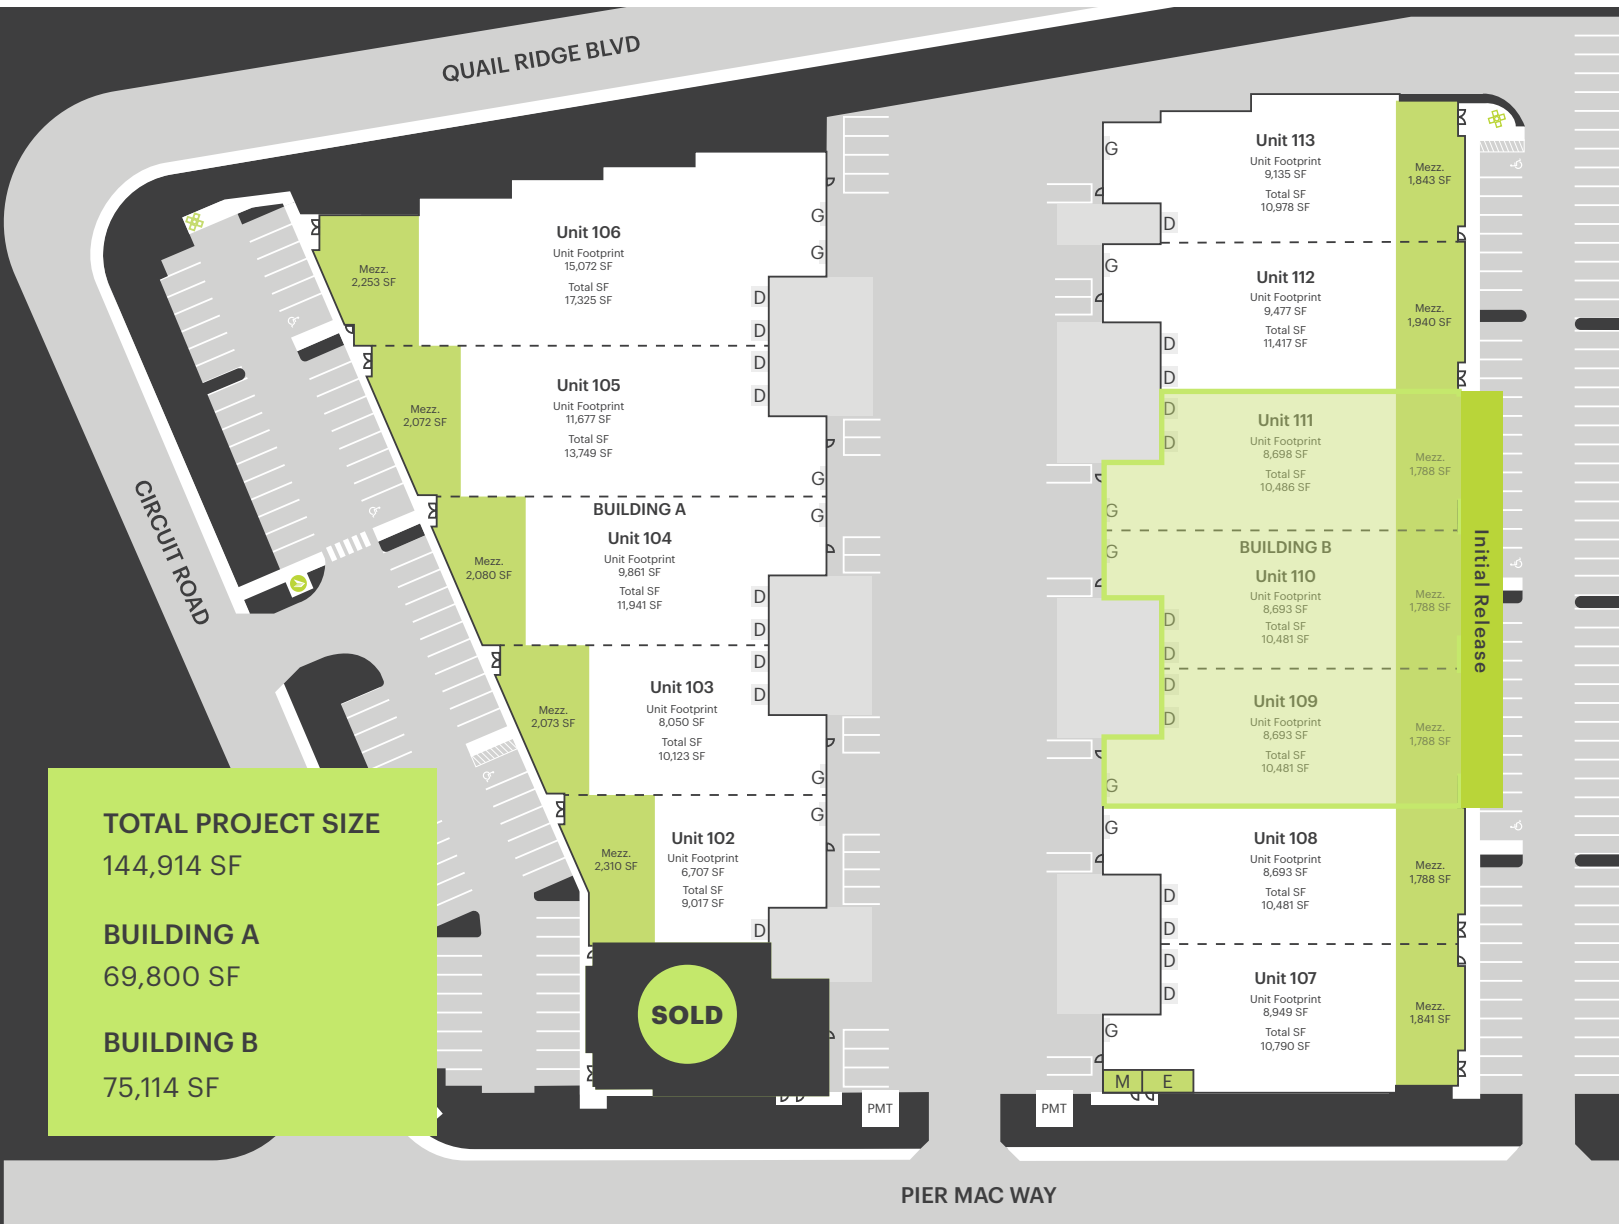 QUAIL RIDGE BLVD
CIRCUIT ROAD
Unit 106
Unit Footprint
15,072 SF
Total SF
17,325 SF
Mezz.
2,253 SF
G
G
D
D
Unit 105
Unit Footprint
11,677 SF
Total SF
13,749 SF
Mezz.
2,072 SF
D
D
G
BUILDING A
Unit 104
Unit Footprint
9,861 SF
Total SF
11,941 SF
Mezz.
2,080 SF
G
D
D
Unit 103
Unit Footprint
8,050 SF
Total SF
10,123 SF
Mezz.
2,073 SF
D
D
G
Unit 102
Unit Footprint
6,707 SF
Total SF
9,017 SF
Mezz.
2,310 SF
G
D
SOLD
PMT
TOTAL PROJECT SIZE
144,914 SF
BUILDING A
69,800 SF
BUILDING B
75,114 SF
Unit 113
Unit Footprint
9,135 SF
Total SF
10,978 SF
Mezz.
1,843 SF
G
D
Unit 112
Unit Footprint
9,477 SF
Total SF
11,417 SF
Mezz.
1,940 SF
G
D
D
Unit 111
Unit Footprint
8,698 SF
Total SF
10,486 SF
Mezz.
1,788 SF
D
D
G
BUILDING B
Unit 110
Unit Footprint
8,693 SF
Total SF
10,481 SF
Mezz.
1,788 SF
G
D
D
Unit 109
Unit Footprint
8,693 SF
Total SF
10,481 SF
Mezz.
1,788 SF
D
D
G
Initial Release
Unit 108
Unit Footprint
8,693 SF
Total SF
10,481 SF
Mezz.
1,788 SF
G
D
D
Unit 107
Unit Footprint
8,949 SF
Total SF
10,790 SF
Mezz.
1,841 SF
D
D
G
M E
PMT
PIER MAC WAY